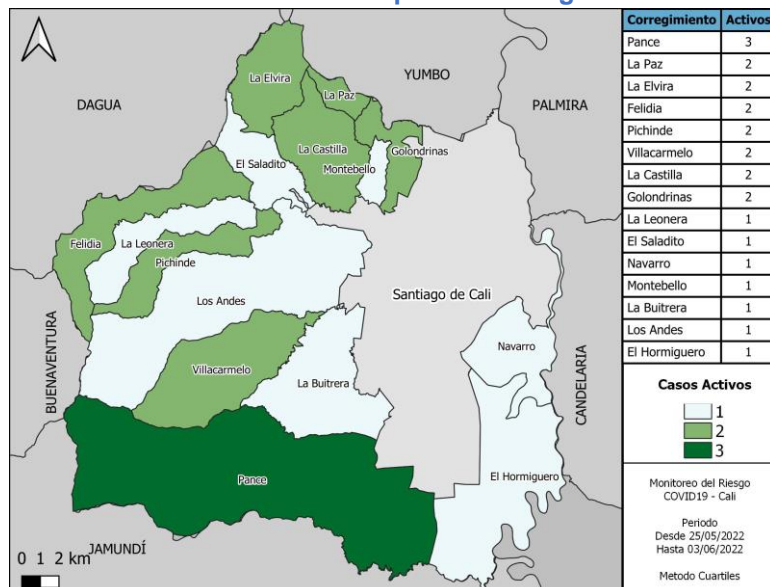 Corregimiento Activos
Pance 3
La Paz 2
La Elvira 2
Felidia 2
Pichinde 2
Villacarmelo 2
La Castilla 2
Golondrinas 2
La Leonera 1
El Saladito 1
Navarro 1
Montebello 1
La Buitrera 1
Los Andes 1
El Hormiguero 1
Casos Activos
1
2
3
Monitoreo del Riesgo
COVID19 - Cali
Periodo
Desde 25/05/2022
Hasta 03/06/2022
Metodo Cuartiles
YUMBO
DAGUA
PALMIRA
La Elvira
La Paz
La Castilla
Golondrinas
El Saladito
Montebello
Felidia
La Leonera
Pichinde
Los Andes
Santiago de Cali
BUENAVENTURA
Navarro
Villacarmelo
La Buitrera
CANDELARIA
El Hormiguero
Pance
JAMUNDÍ
0 1 2 km